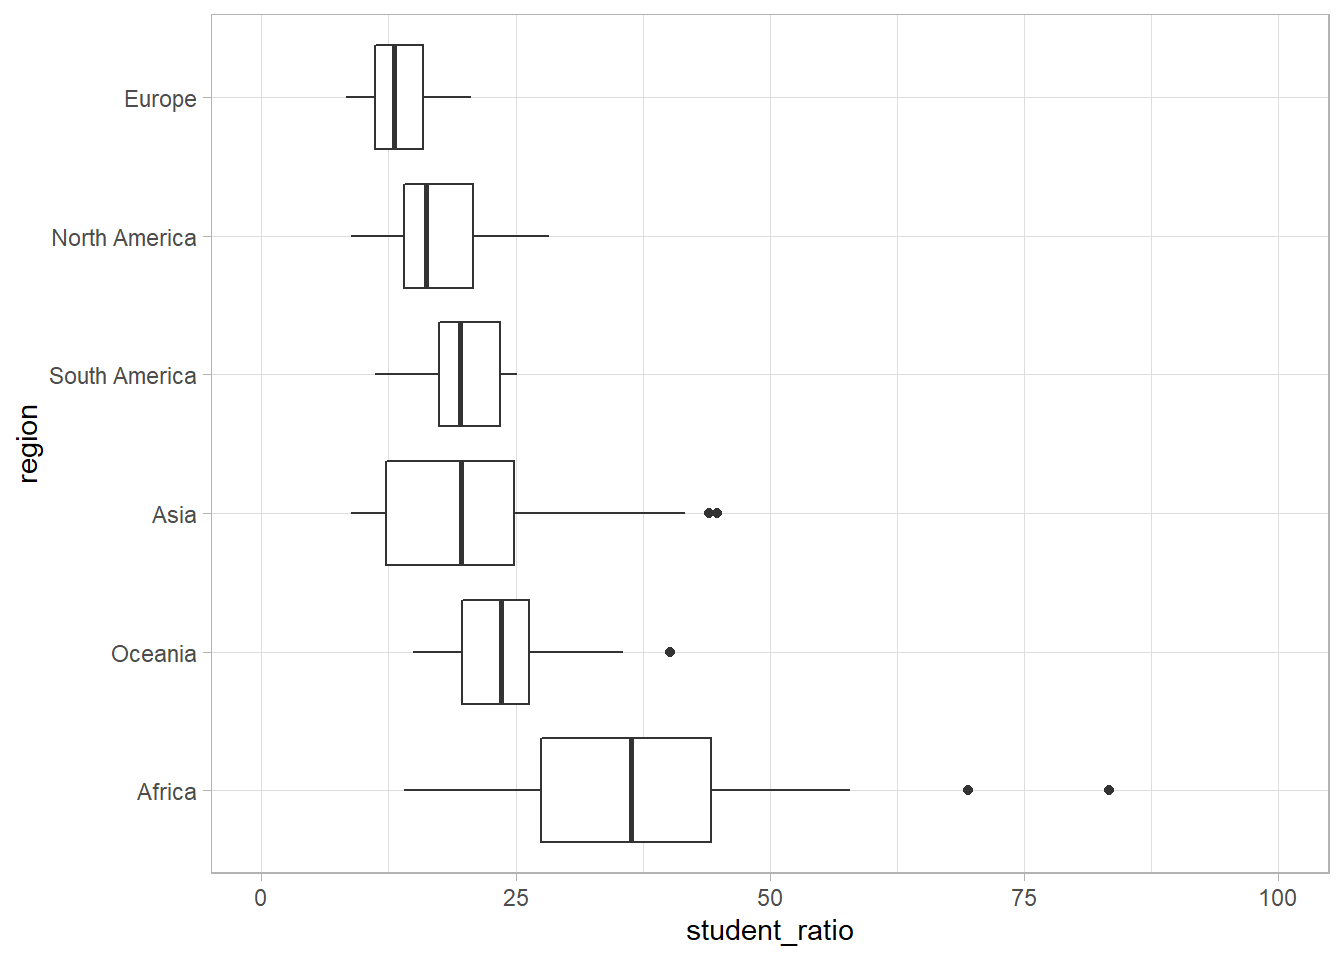 Europe
North America
South America
Asia
Oceania
Africa
region
0 25 50 75 100
student_ratio